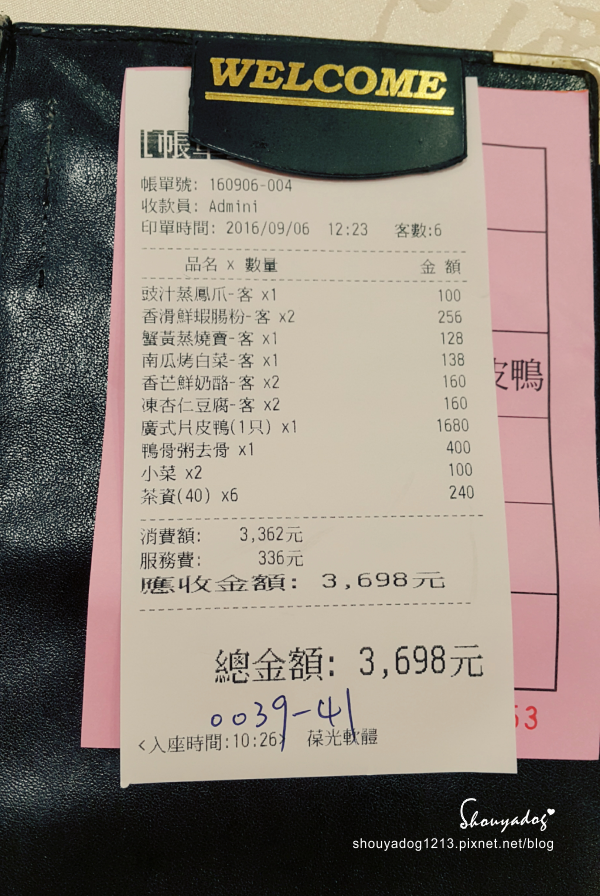 WELCOME
帳單號: 160906-004
收款員: Admini
印單時間: 2016/09/06 12:23 客數:6
品名 x 數量 金 額
豉汁蒸鳳爪-客 x1 100
香滑鮮蝦腸粉-客 x2 256
蟹黃蒸燒賣-客 x1 128
南瓜烤白菜-客 x1 138
香芒鮮奶酪-客 x2 160
凍杏仁豆腐-客 x2 160
廣式片皮鴨(1只) x1 1680
鴨骨粥去骨 x1 400
小菜 x2 100
茶資(40) x6 240
消費額: 3,362元
服務費: 336元
應收金額: 3,698元
總金額: 3,698元
0039-41
<入座時間:10:26> 葆光軟體
皮鴨
53
Shouyadog
shouyadog1213.pixnet.net/blog